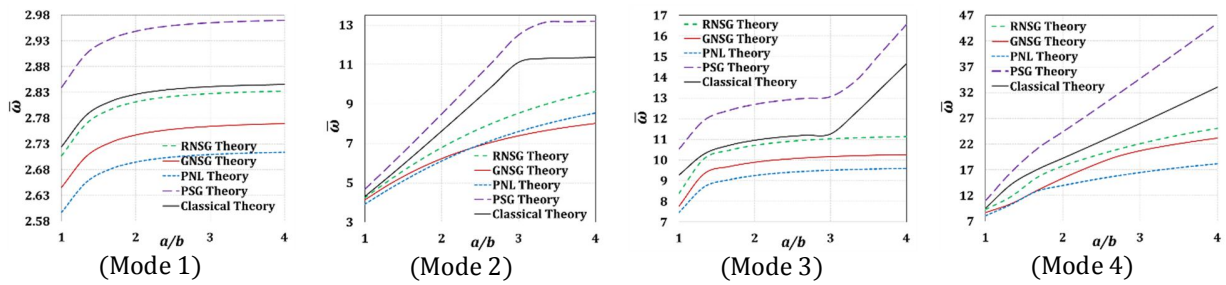 2.98
2.93
2.88
2.83
2.78
2.73
2.68
2.63
2.58
ω̅
RNSG Theory
GNSG Theory
PNL Theory
PSG Theory
Classical Theory
1 2 3 4
a/b
(Mode 1)
13
11
9
7
5
3
ω̅
RNSG Theory
GNSG Theory
PNL Theory
PSG Theory
Classical Theory
1 2 3 4
a/b
(Mode 2)
17
16
15
14
13
12
11
10
9
8
7
ω̅
RNSG Theory
GNSG Theory
PNL Theory
PSG Theory
Classical Theory
1 2 3 4
a/b
(Mode 3)
47
42
37
32
27
22
17
12
7
ω̅
RNSG Theory
GNSG Theory
PNL Theory
PSG Theory
Classical Theory
1 2 3 4
a/b
(Mode 4)